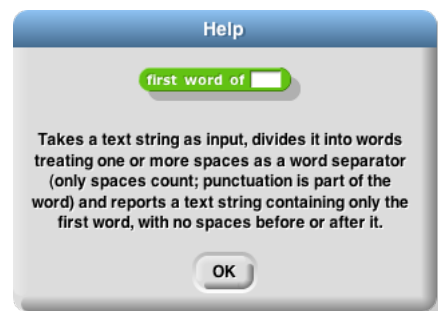 Help
first word of
Takes a text string as input, divides it into words
treating one or more spaces as a word separator
(only spaces count; punctuation is part of the
word) and reports a text string containing only the
first word, with no spaces before or after it.
OK